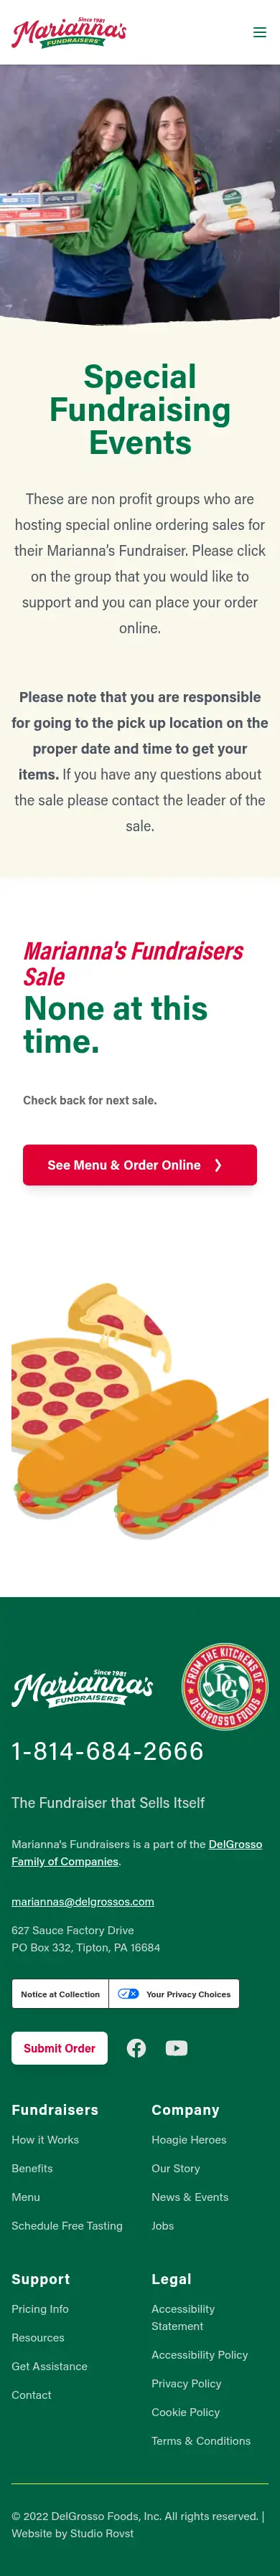 Since 1981
Marianna's
FUNDRAISERS
Special
Fundraising
Events
These are non profit groups who are
hosting special online ordering sales for
their Marianna's Fundraiser. Please click
on the group that you would like to
support and you can place your order
online.
Please note that you are responsible
for going to the pick up location on the
proper date and time to get your
items. If you have any questions about
the sale please contact the leader of the
sale.
Marianna's Fundraisers
Sale
None at this
time.
Check back for next sale.
See Menu & Order Online ❯
Since 1981
Marianna's
FUNDRAISERS
FROM THE KITCHENS OF
DG
DELGROSSO FOODS
1-814-684-2666
The Fundraiser that Sells Itself
Marianna's Fundraisers is a part of the DelGrosso
Family of Companies.
mariannas@delgrossos.com
627 Sauce Factory Drive
PO Box 332, Tipton, PA 16684
Notice at Collection Your Privacy Choices
Submit Order
Fundraisers
How it Works
Benefits
Menu
Schedule Free Tasting
Company
Hoagie Heroes
Our Story
News & Events
Jobs
Support
Pricing Info
Resources
Get Assistance
Contact
Legal
Accessibility
Statement
Accessibility Policy
Privacy Policy
Cookie Policy
Terms & Conditions
© 2022 DelGrosso Foods, Inc. All rights reserved. |
Website by Studio Rovst